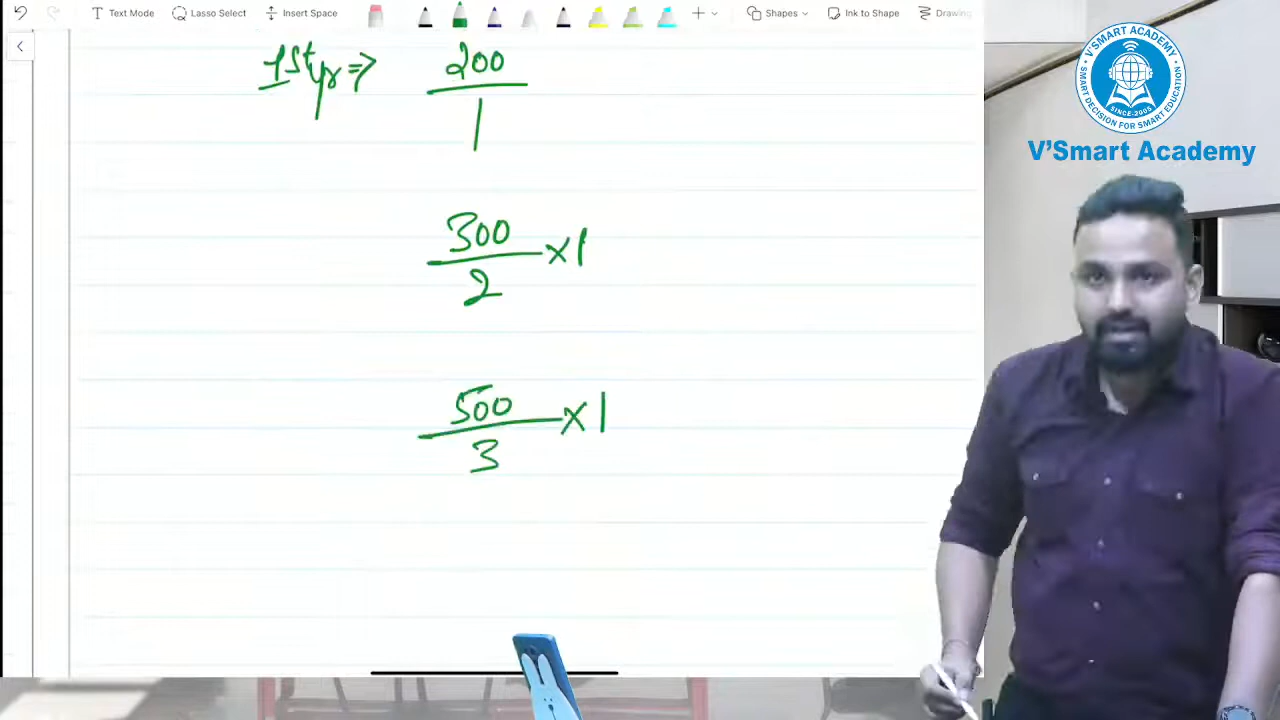 Text Mode Lasso Select Insert Space Shapes Ink to Shape Drawing
1st yr ⇒ 200
1
300
2 ×1
500
3 ×1
V'SMART ACADEMY
SMART DECISION FOR SMART EDUCATION
SINCE-2005
V'Smart Academy